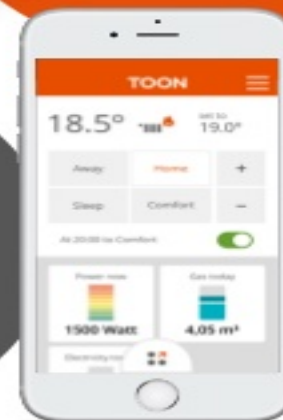 TOON
18.5° set to 19.0°
Away Home +
Sleep Comfort −
At 20:00 to Comfort
Power now Gas today
1500 Watt 4,05 m³